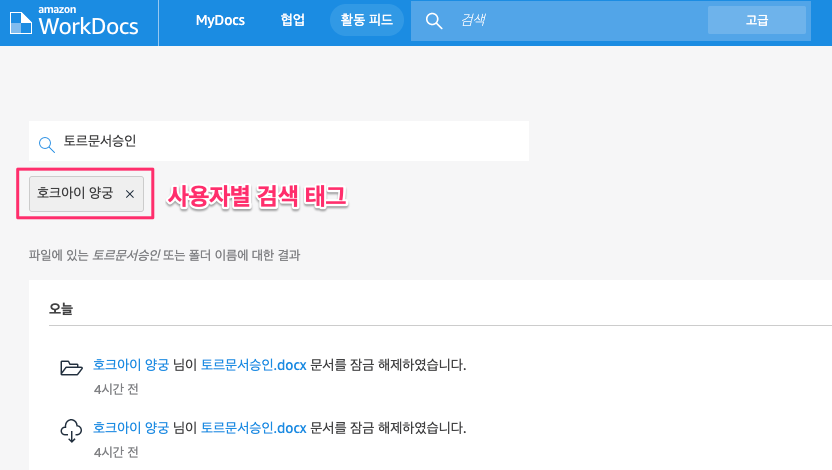 amazon
WorkDocs
MyDocs 협업 활동 피드 검색 고급
토르문서승인
호크아이 양궁 ×
사용자별 검색 태그
파일에 있는 토르문서승인 또는 폴더 이름에 대한 결과
오늘
호크아이 양궁 님이 토르문서승인.docx 문서를 잠금 해제하였습니다.
4시간 전
호크아이 양궁 님이 토르문서승인.docx 문서를 잠금 해제하였습니다.
4시간 전